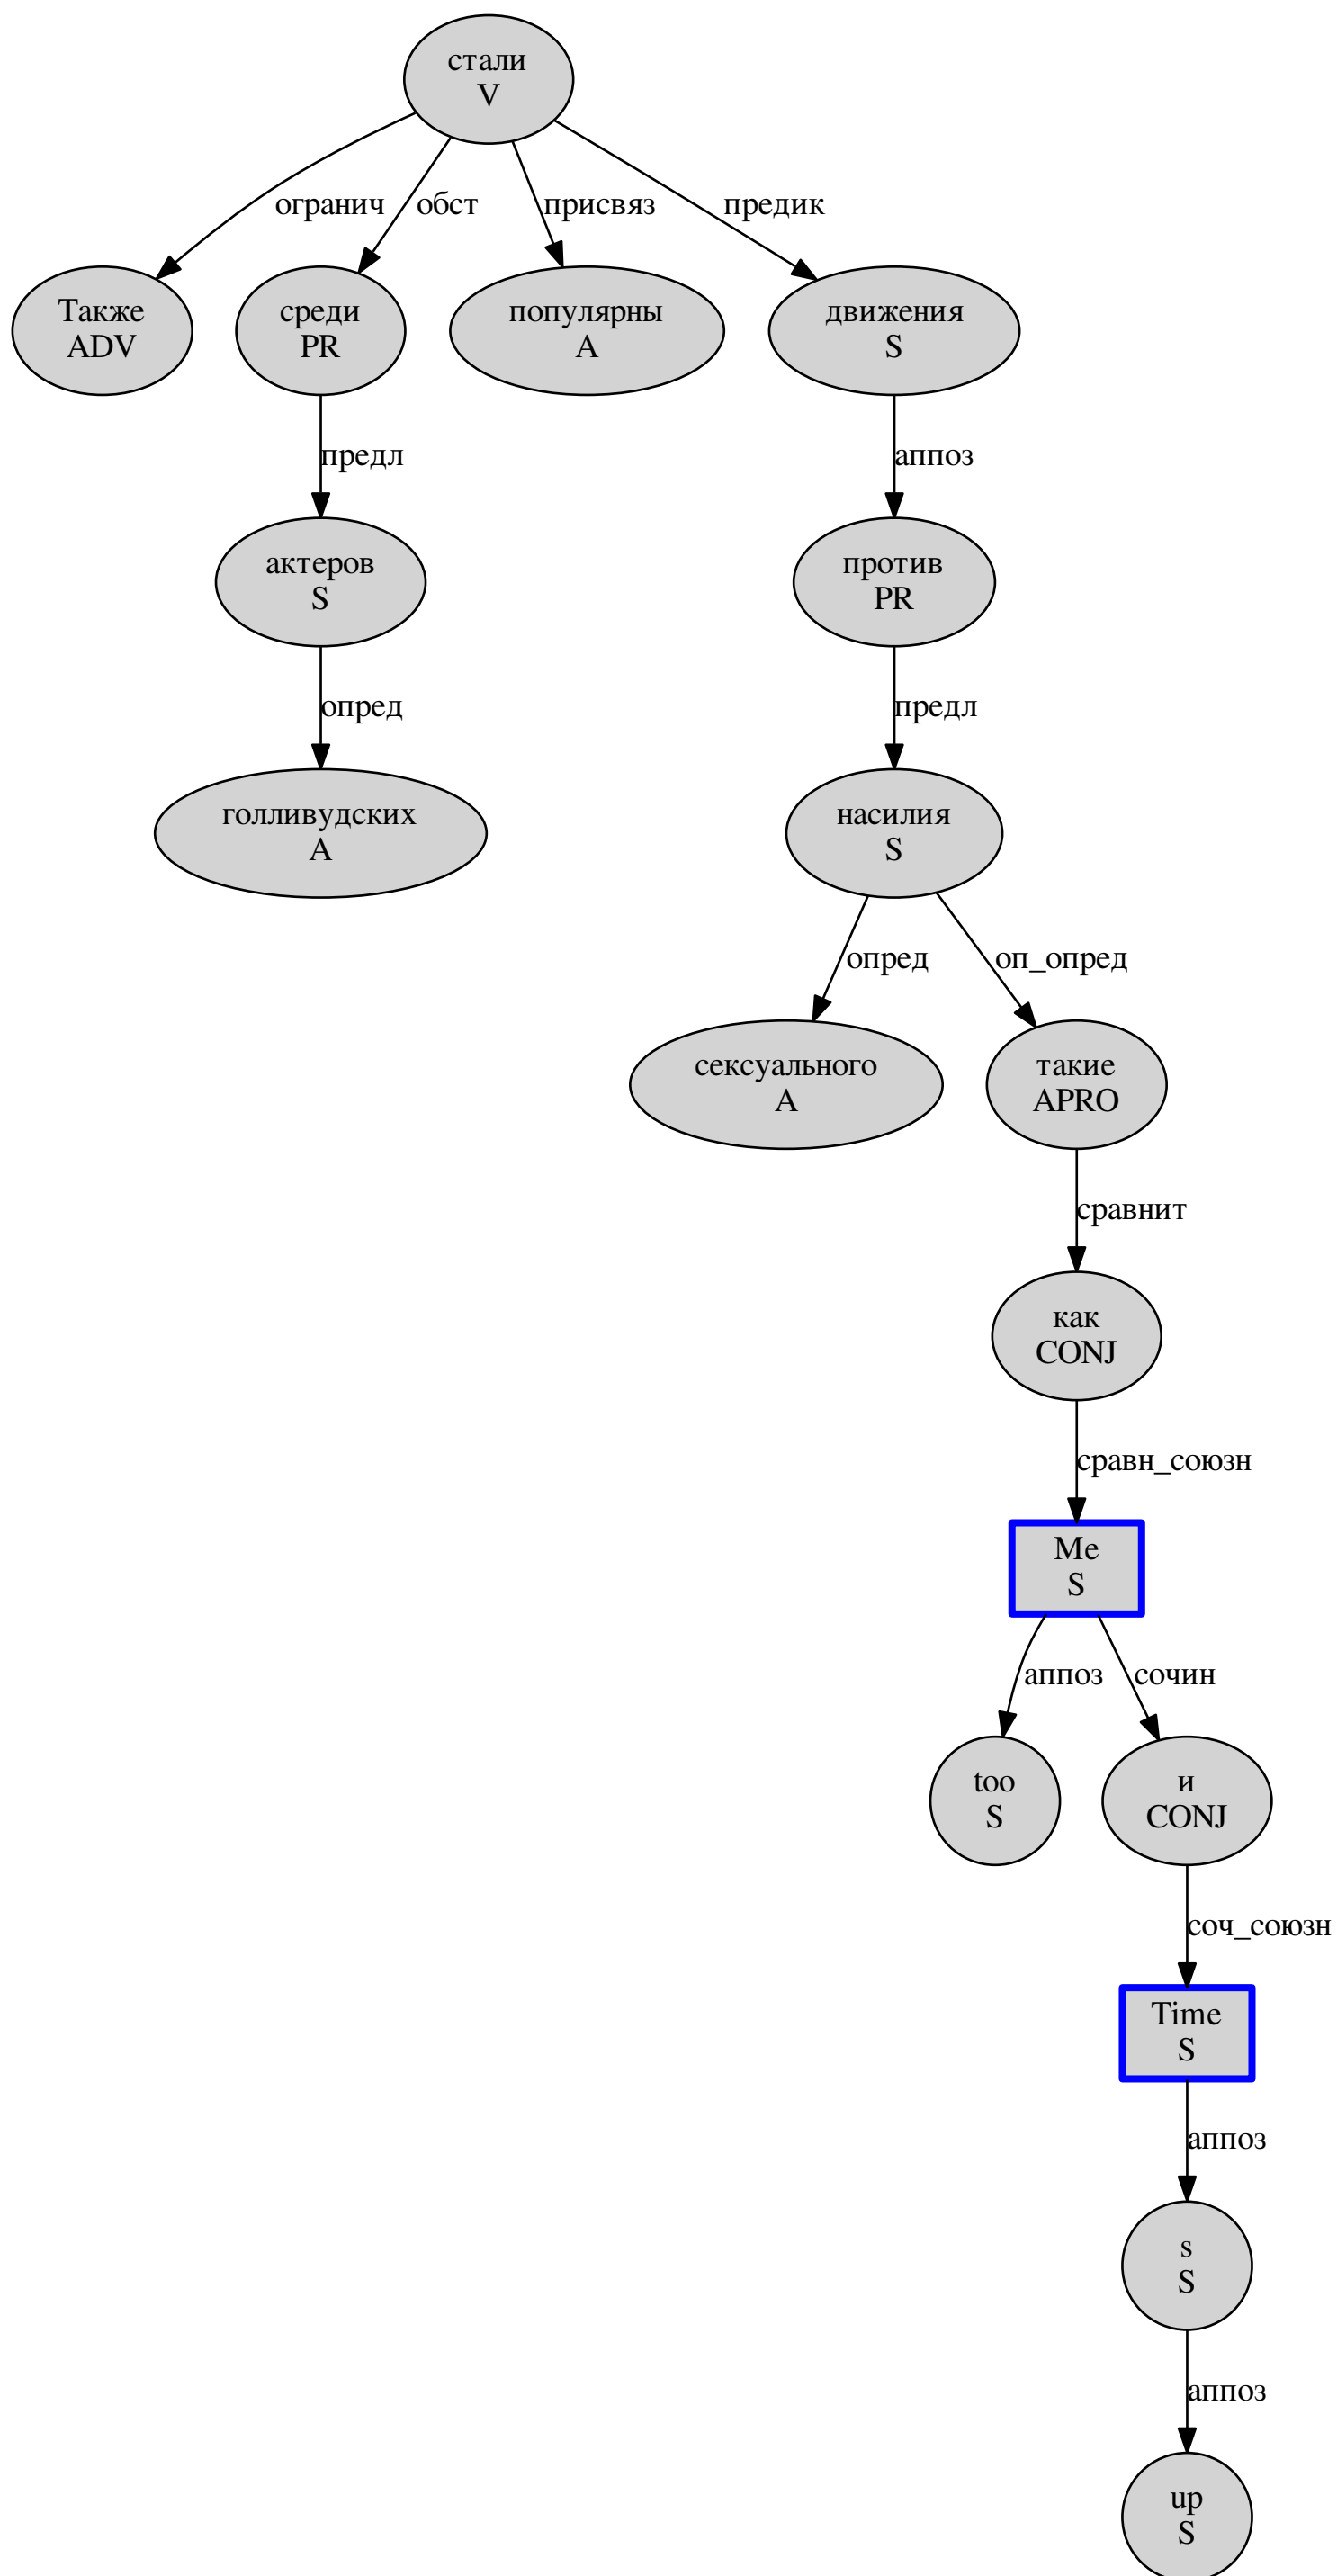 стали
V
огранич
обст
присвяз
предик
Также
ADV
среди
PR
популярны
A
движения
S
предл
аппоз
актеров
S
против
PR
опред
предл
голливудских
A
насилия
S
опред
оп_опред
сексуального
A
такие
APRO
сравнит
как
CONJ
сравн_союзн
Me
S
аппоз
сочин
too
S
и
CONJ
соч_союзн
Time
S
аппоз
s
S
аппоз
up
S